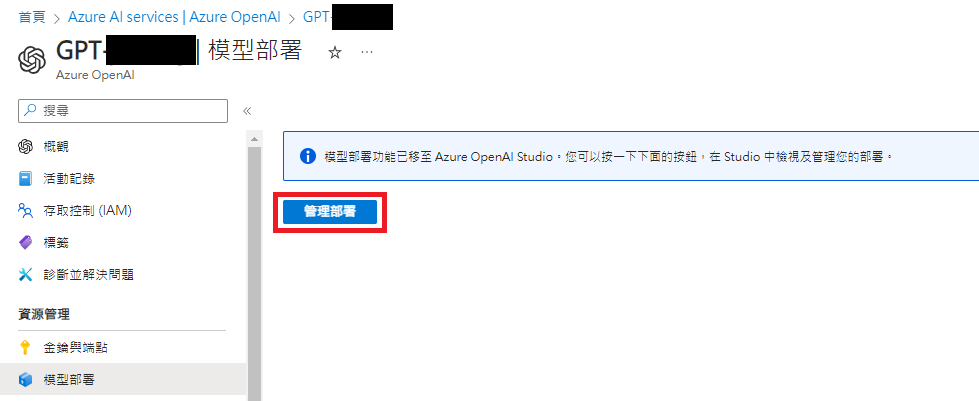 首頁 > Azure AI services | Azure OpenAI > GPT-
GPT- | 模型部署 ☆ ···
Azure OpenAI
搜尋 «
概觀
活動記錄
存取控制 (IAM)
標籤
診斷並解決問題
資源管理
金鑰與端點
模型部署
模型部署功能已移至 Azure OpenAI Studio。您可以按一下下面的按鈕，在 Studio 中檢視及管理您的部署。
管理部署